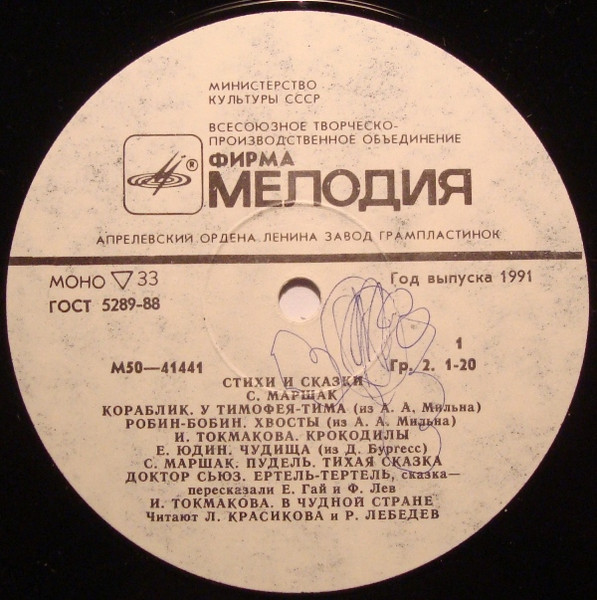 МИНИСТЕРСТВО
КУЛЬТУРЫ СССР
ВСЕСОЮЗНОЕ ТВОРЧЕСКО-
ПРОИЗВОДСТВЕННОЕ ОБЪЕДИНЕНИЕ
®
ФИРМА
МЕЛОДИЯ
АПРЕЛЕВСКИЙ ОРДЕНА ЛЕНИНА ЗАВОД ГРАМПЛАСТИНОК
МОНО ▽ 33
Год выпуска 1991
ГОСТ 5289-88
1
М50—41441
Гр. 2. 1-20
СТИХИ И СКАЗКИ
С. МАРШАК
КОРАБЛИК. У ТИМОФЕЯ-ТИМА (из А. А. Мильна)
РОБИН-БОБИН. ХВОСТЫ (из А. А. Мильна)
И. ТОКМАКОВА. КРОКОДИЛЫ
Е. ЮДИН. ЧУДИЩА (из Д. Бургесс)
С. МАРШАК. ПУДЕЛЬ. ТИХАЯ СКАЗКА
ДОКТОР СЬЮЗ. ЕРТЕЛЬ-ТЕРТЕЛЬ, сказка—
пересказали Е. Гай и Ф. Лев
И. ТОКМАКОВА. В ЧУДНОЙ СТРАНЕ
Читают Л. КРАСИКОВА и Р. ЛЕБЕДЕВ